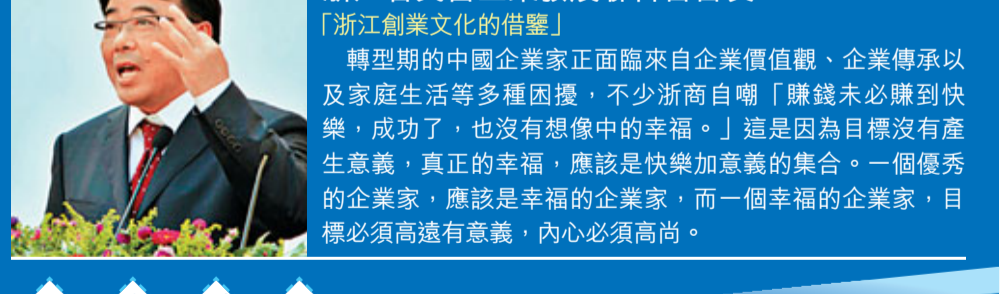 「浙江創業文化的借鑒」
轉型期的中國企業家正面臨來自企業價值觀、企業傳承以
及家庭生活等多種困擾，不少浙商自嘲「賺錢未必賺到快
樂，成功了，也沒有想像中的幸福。」這是因為目標沒有產
生意義，真正的幸福，應該是快樂加意義的集合。一個優秀
的企業家，應該是幸福的企業家，而一個幸福的企業家，目
標必須高遠有意義，內心必須高尚。